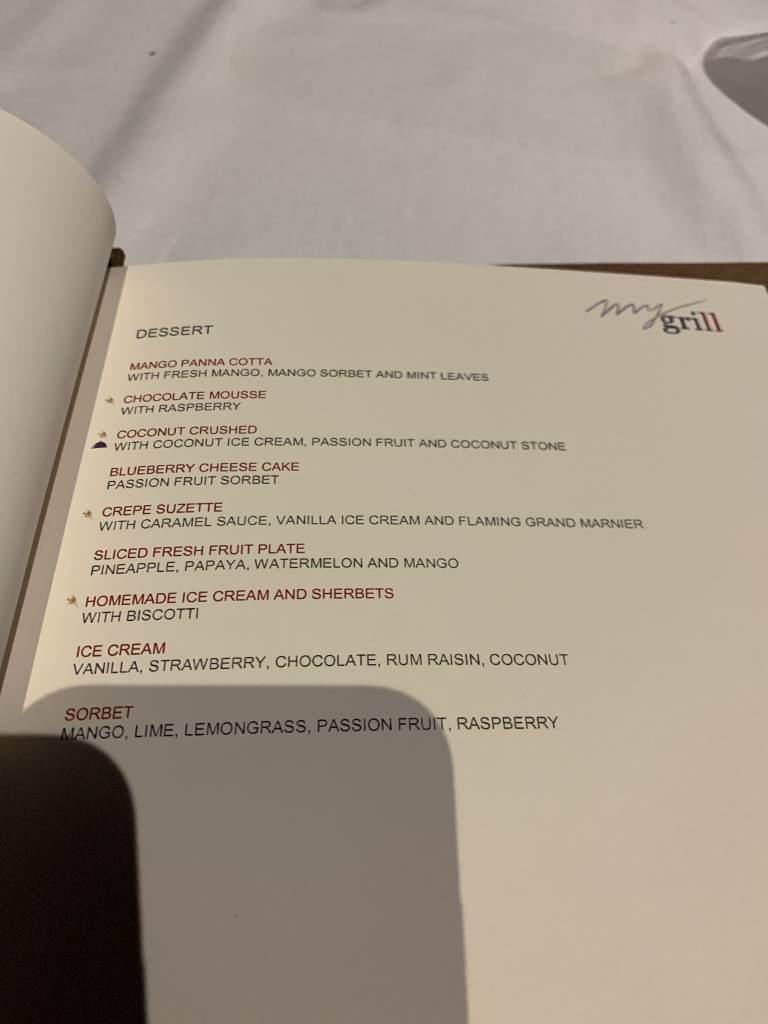 my grill
DESSERT
MANGO PANNA COTTA
WITH FRESH MANGO, MANGO SORBET AND MINT LEAVES
CHOCOLATE MOUSSE
WITH RASPBERRY
COCONUT CRUSHED
WITH COCONUT ICE CREAM, PASSION FRUIT AND COCONUT STONE
BLUEBERRY CHEESE CAKE
PASSION FRUIT SORBET
CREPE SUZETTE
WITH CARAMEL SAUCE, VANILLA ICE CREAM AND FLAMING GRAND MARNIER
SLICED FRESH FRUIT PLATE
PINEAPPLE, PAPAYA, WATERMELON AND MANGO
HOMEMADE ICE CREAM AND SHERBETS
WITH BISCOTTI
ICE CREAM
VANILLA, STRAWBERRY, CHOCOLATE, RUM RAISIN, COCONUT
SORBET
MANGO, LIME, LEMONGRASS, PASSION FRUIT, RASPBERRY